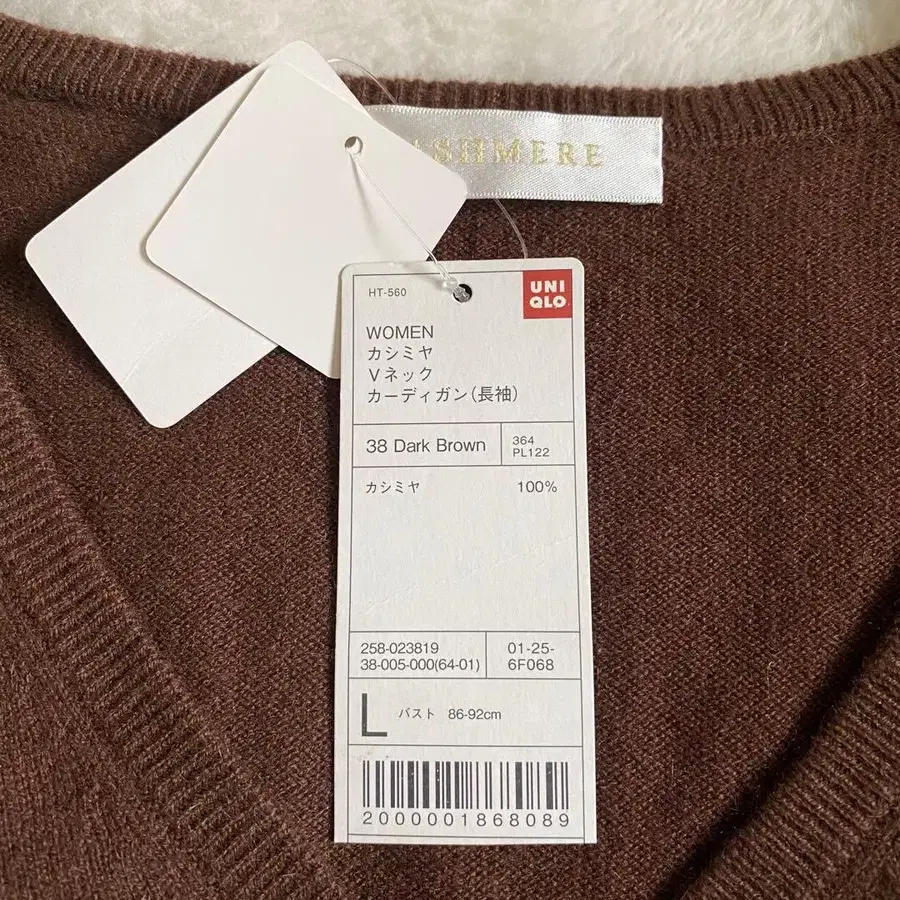 SHMERE
HT-560
UNI
QLO
WOMEN
カシミヤ
Vネック
カーディガン(長袖)
38 Dark Brown
364
PL122
カシミヤ 100%
258-023819
38-005-000(64-01)
01-25-
6F068
L バスト 86-92cm
2000001868089